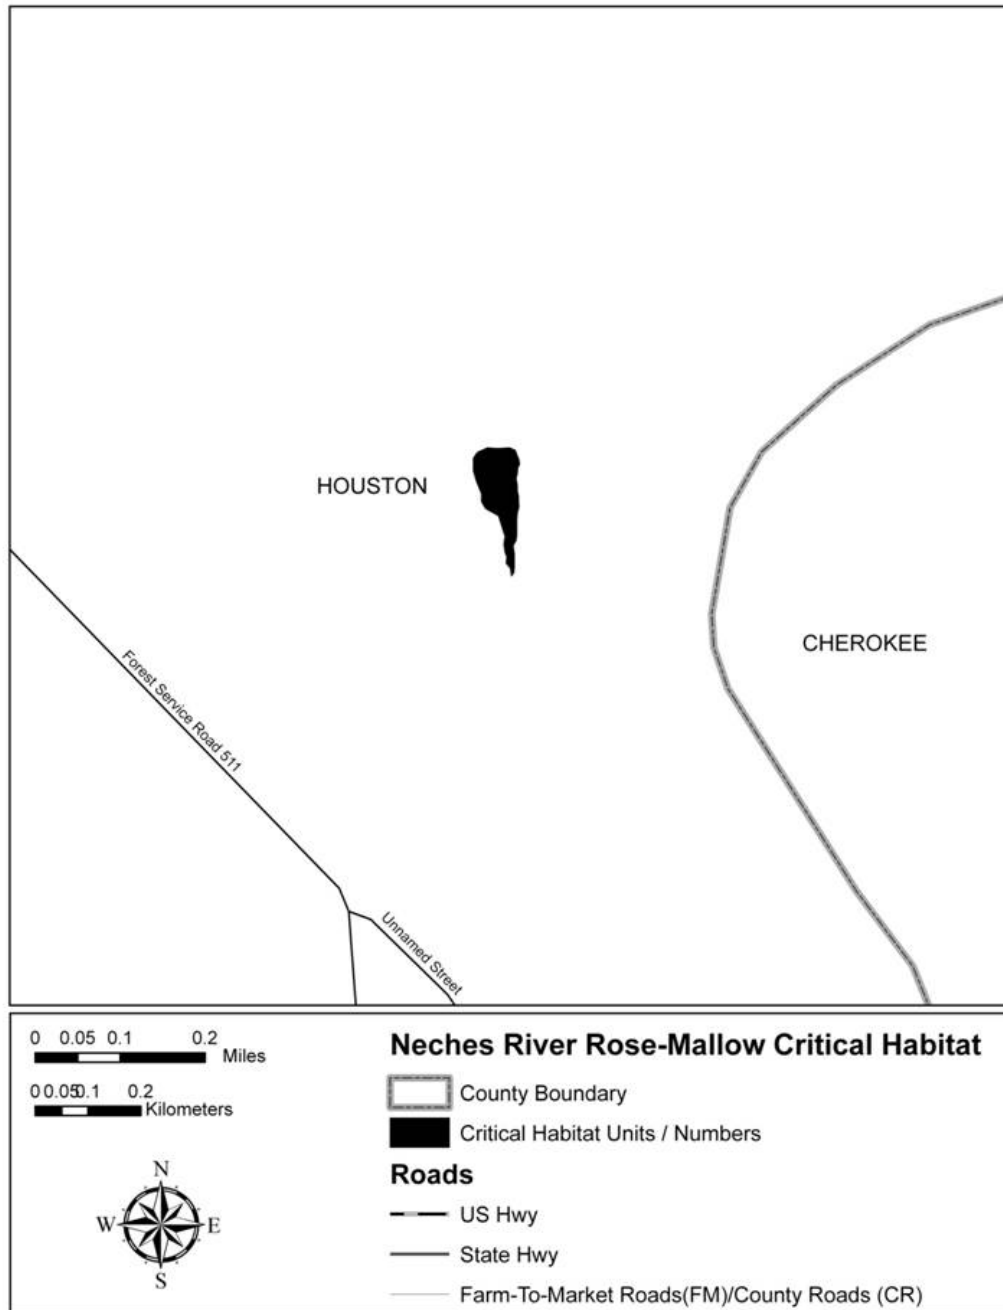 HOUSTON
CHEROKEE
Forest Service Road 511
Unnamed Street
0 0.05 0.1 0.2
Miles
0 0.05 0.1 0.2
Kilometers
N
W E
S
Neches River Rose-Mallow Critical Habitat
County Boundary
Critical Habitat Units / Numbers
Roads
US Hwy
State Hwy
Farm-To-Market Roads(FM)/County Roads (CR)